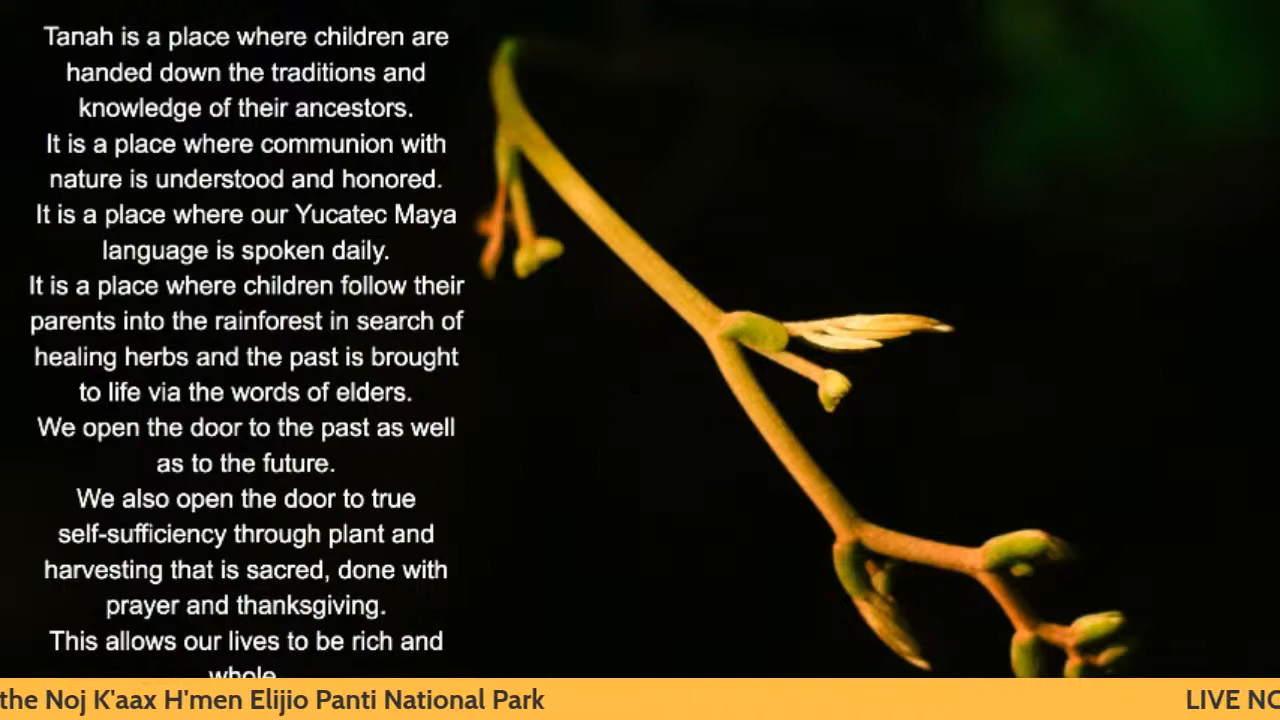 Tanah is a place where children are
handed down the traditions and
knowledge of their ancestors.
It is a place where communion with
nature is understood and honored.
It is a place where our Yucatec Maya
language is spoken daily.
It is a place where children follow their
parents into the rainforest in search of
healing herbs and the past is brought
to life via the words of elders.
We open the door to the past as well
as to the future.
We also open the door to true
self-sufficiency through plant and
harvesting that is sacred, done with
prayer and thanksgiving.
This allows our lives to be rich and
whole
the Noj K'aax H'men Elijio Panti National Park
LIVE